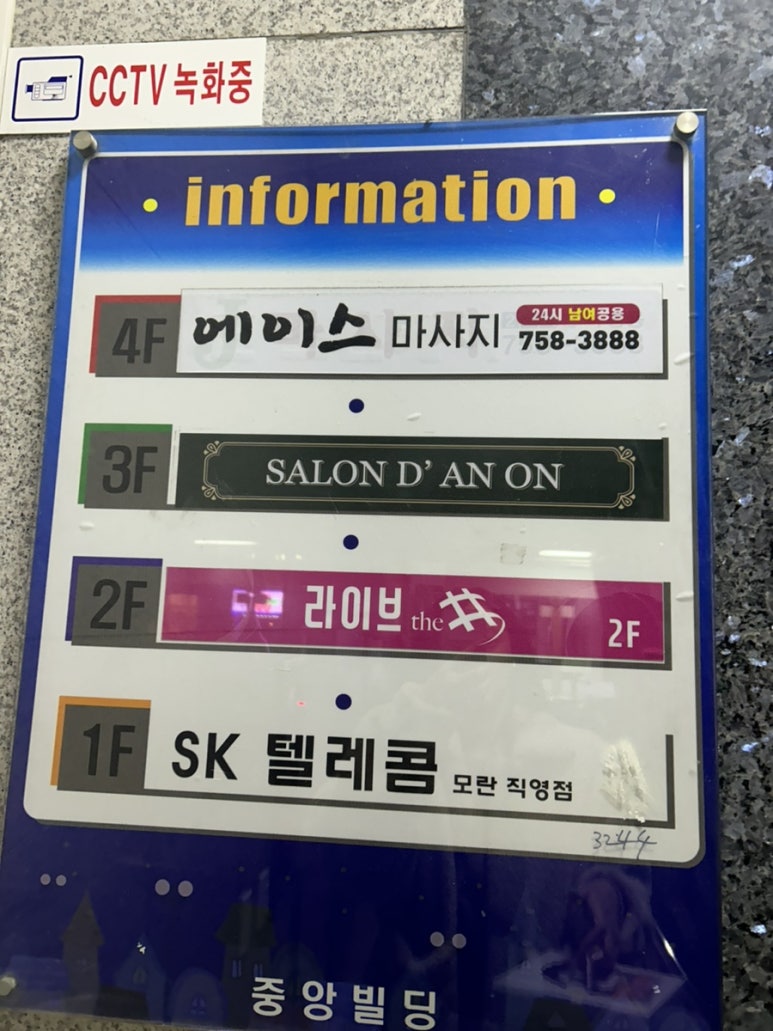 CCTV 녹화중
information
4F 에이스 마사지 24시 남여공용 758-3888
3F SALON D' AN ON
2F 라이브 the# 2F
1F SK 텔레콤 모란 직영점
3244
중앙빌딩